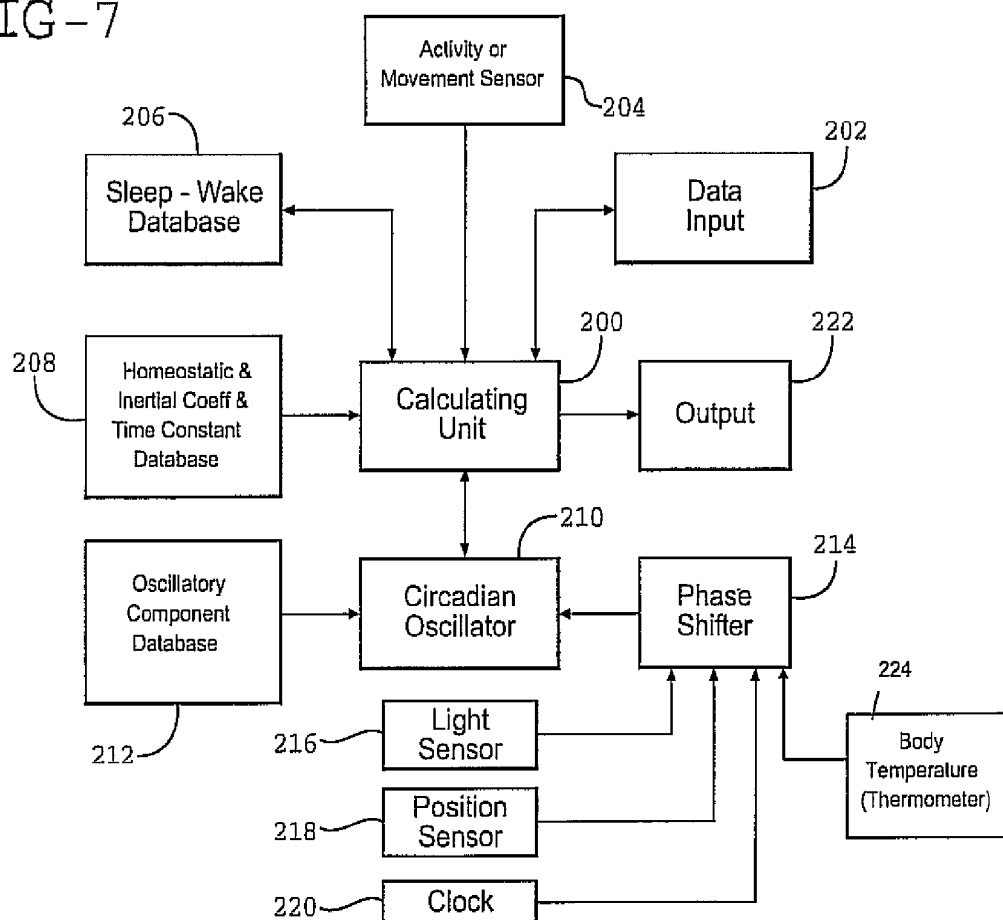 IG-7
Activity or
Movement Sensor
204
206
202
Sleep - Wake
Database
Data
Input
200
222
208
Homeostatic &
Inertial Coeff &
Time Constant
Database
Calculating
Unit
Output
210
214
Oscillatory
Component
Database
Circadian
Oscillator
Phase
Shifter
212
224
216
Light
Sensor
Body
Temperature
(Thermometer)
218
Position
Sensor
220
Clock